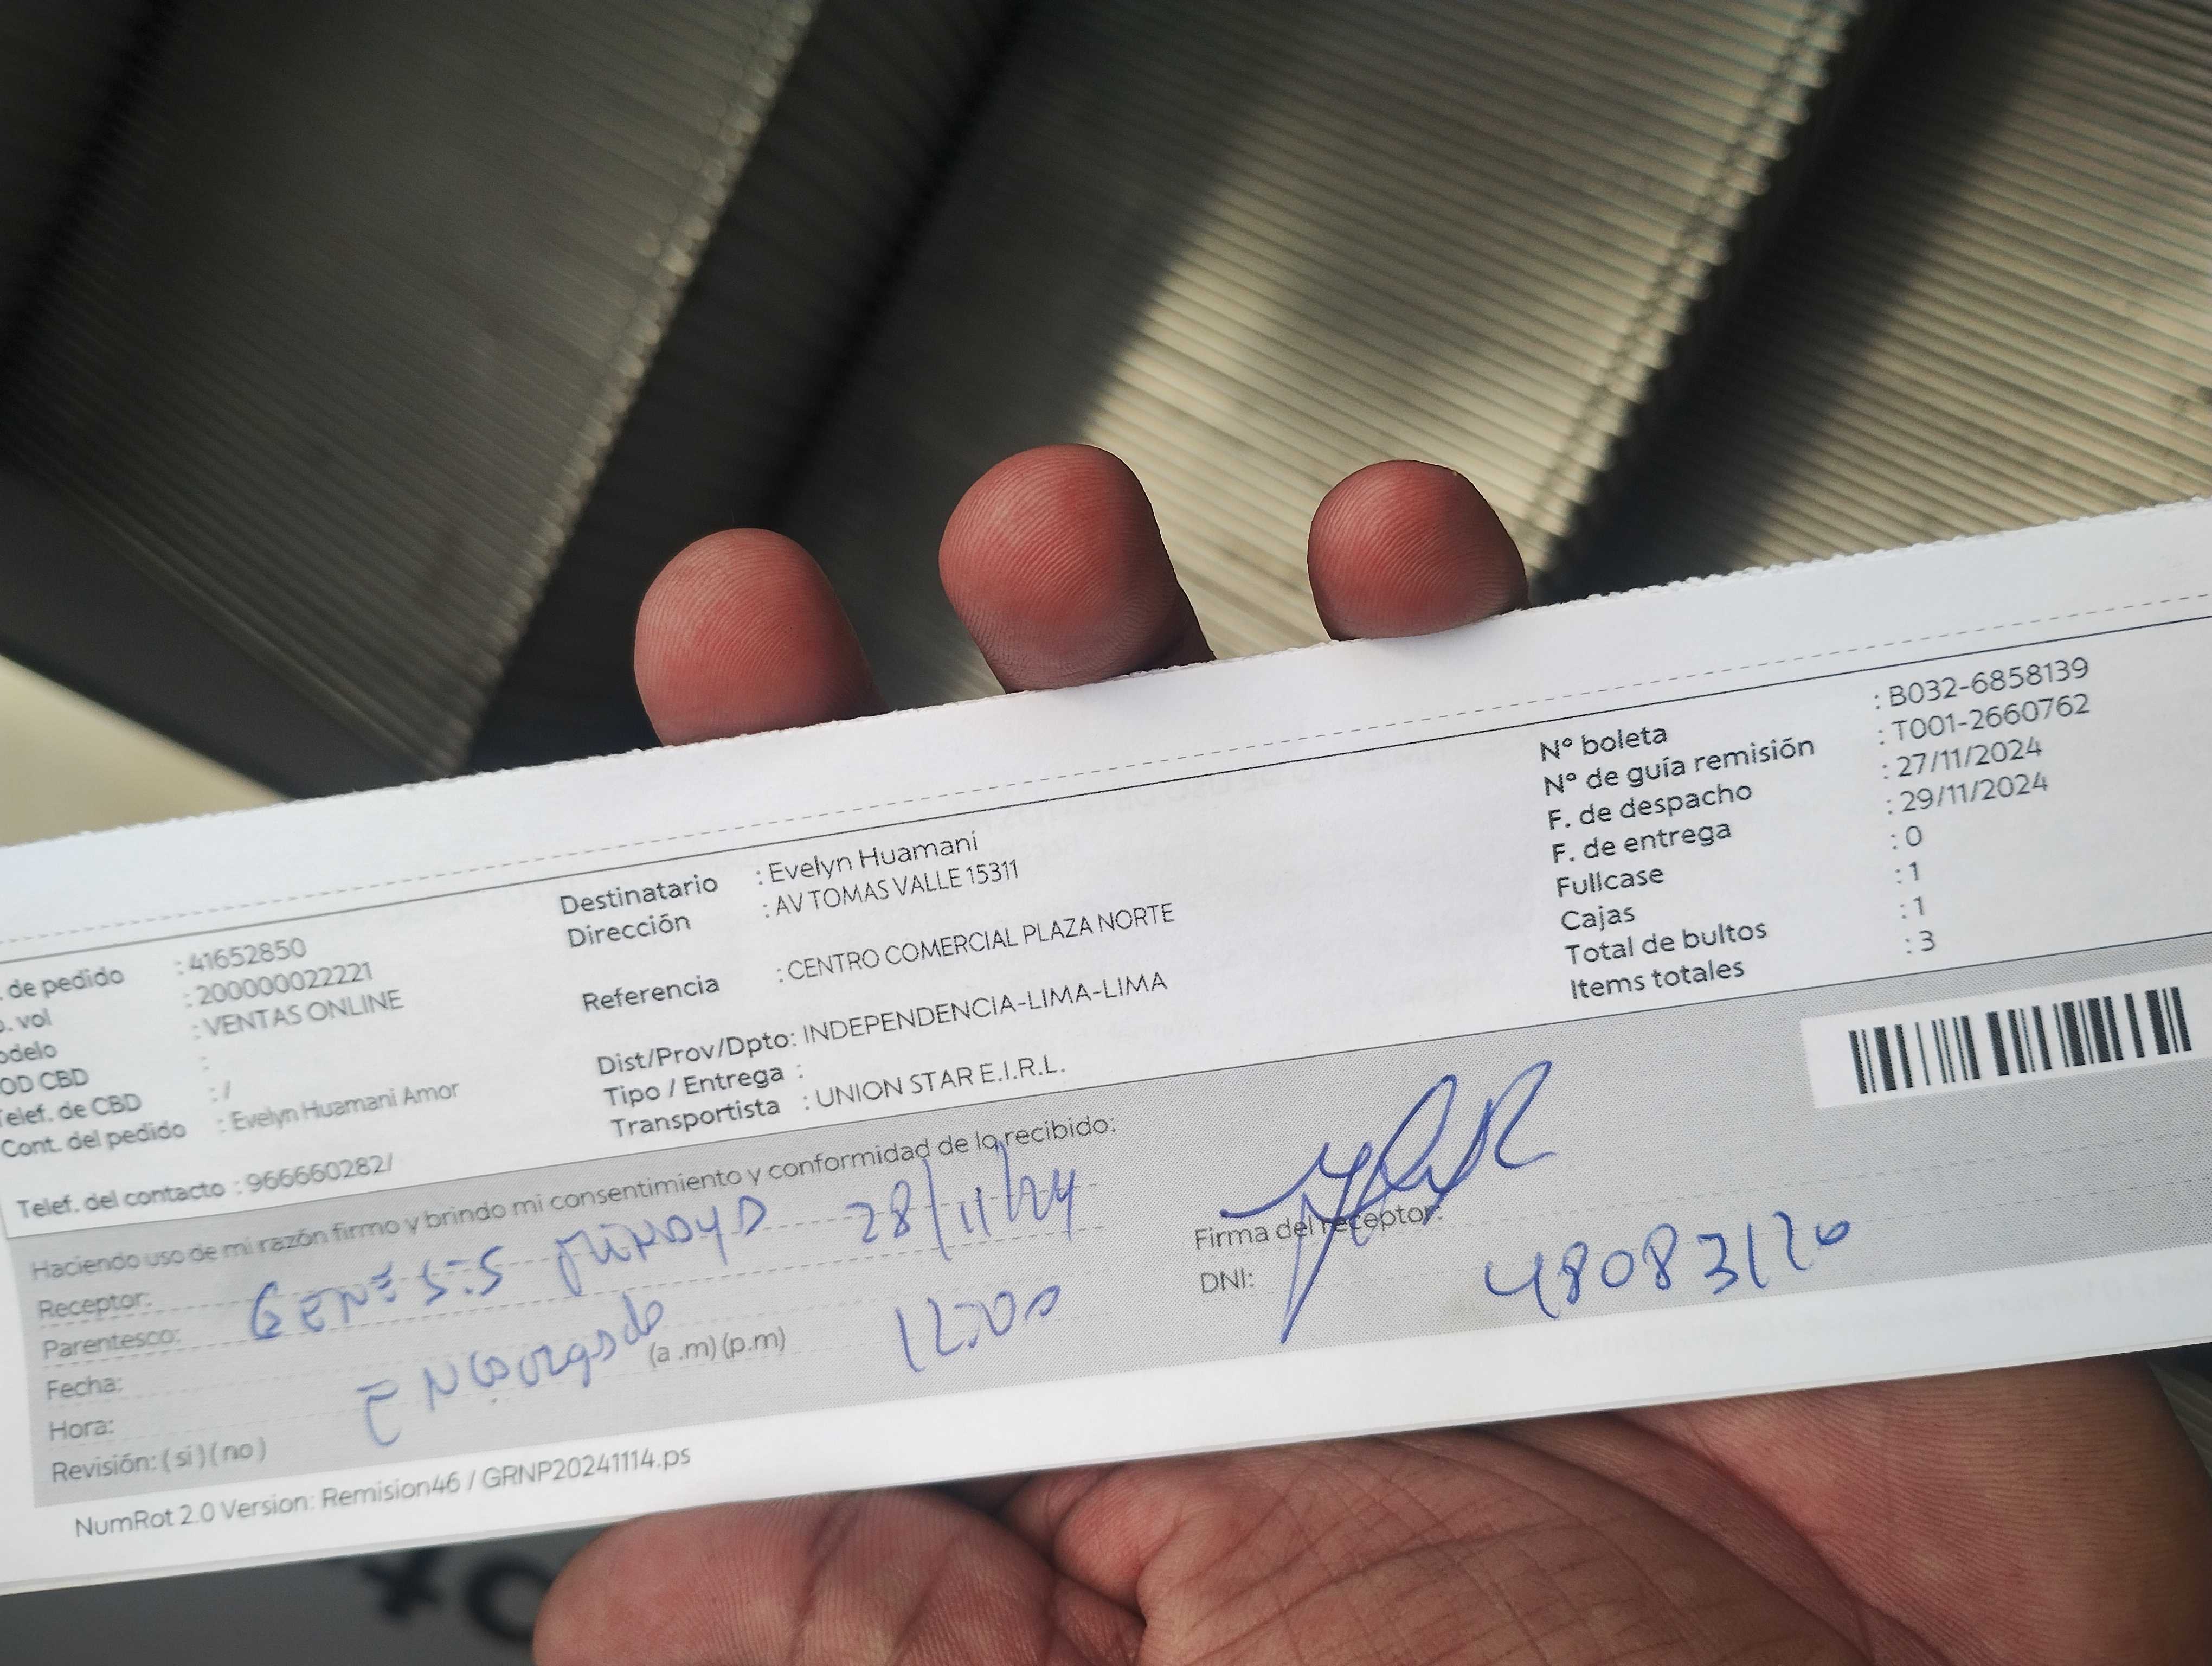 . de pedido : 41652850
o. vol : 200000022221
odelo : VENTAS ONLINE
OD CBD :
Telef. de CBD : /
Cont. del pedido : Evelyn Huamani Amor
Telef. del contacto : 966660282/
Destinatario : Evelyn Huamani
Dirección : AV TOMAS VALLE 15311
Referencia : CENTRO COMERCIAL PLAZA NORTE
Dist/Prov/Dpto: INDEPENDENCIA-LIMA-LIMA
Tipo / Entrega :
Transportista : UNION STAR E.I.R.L.
N° boleta : B032-6858139
N° de guía remisión : T001-2660762
F. de despacho : 27/11/2024
F. de entrega : 29/11/2024
Fullcase : 0
Cajas : 1
Total de bultos : 1
Items totales : 3
Haciendo uso de mi razón firmo y brindo mi consentimiento y conformidad de lo recibido:
Receptor: GENESIS 28/11/24
Parentesco: Encargado
Fecha:
Hora: (a .m) (p.m) 12:00
Revisión: ( si ) ( no )
Firma del receptor:
DNI: 48083120
NumRot 2.0 Version: Remision46 / GRNP20241114.ps